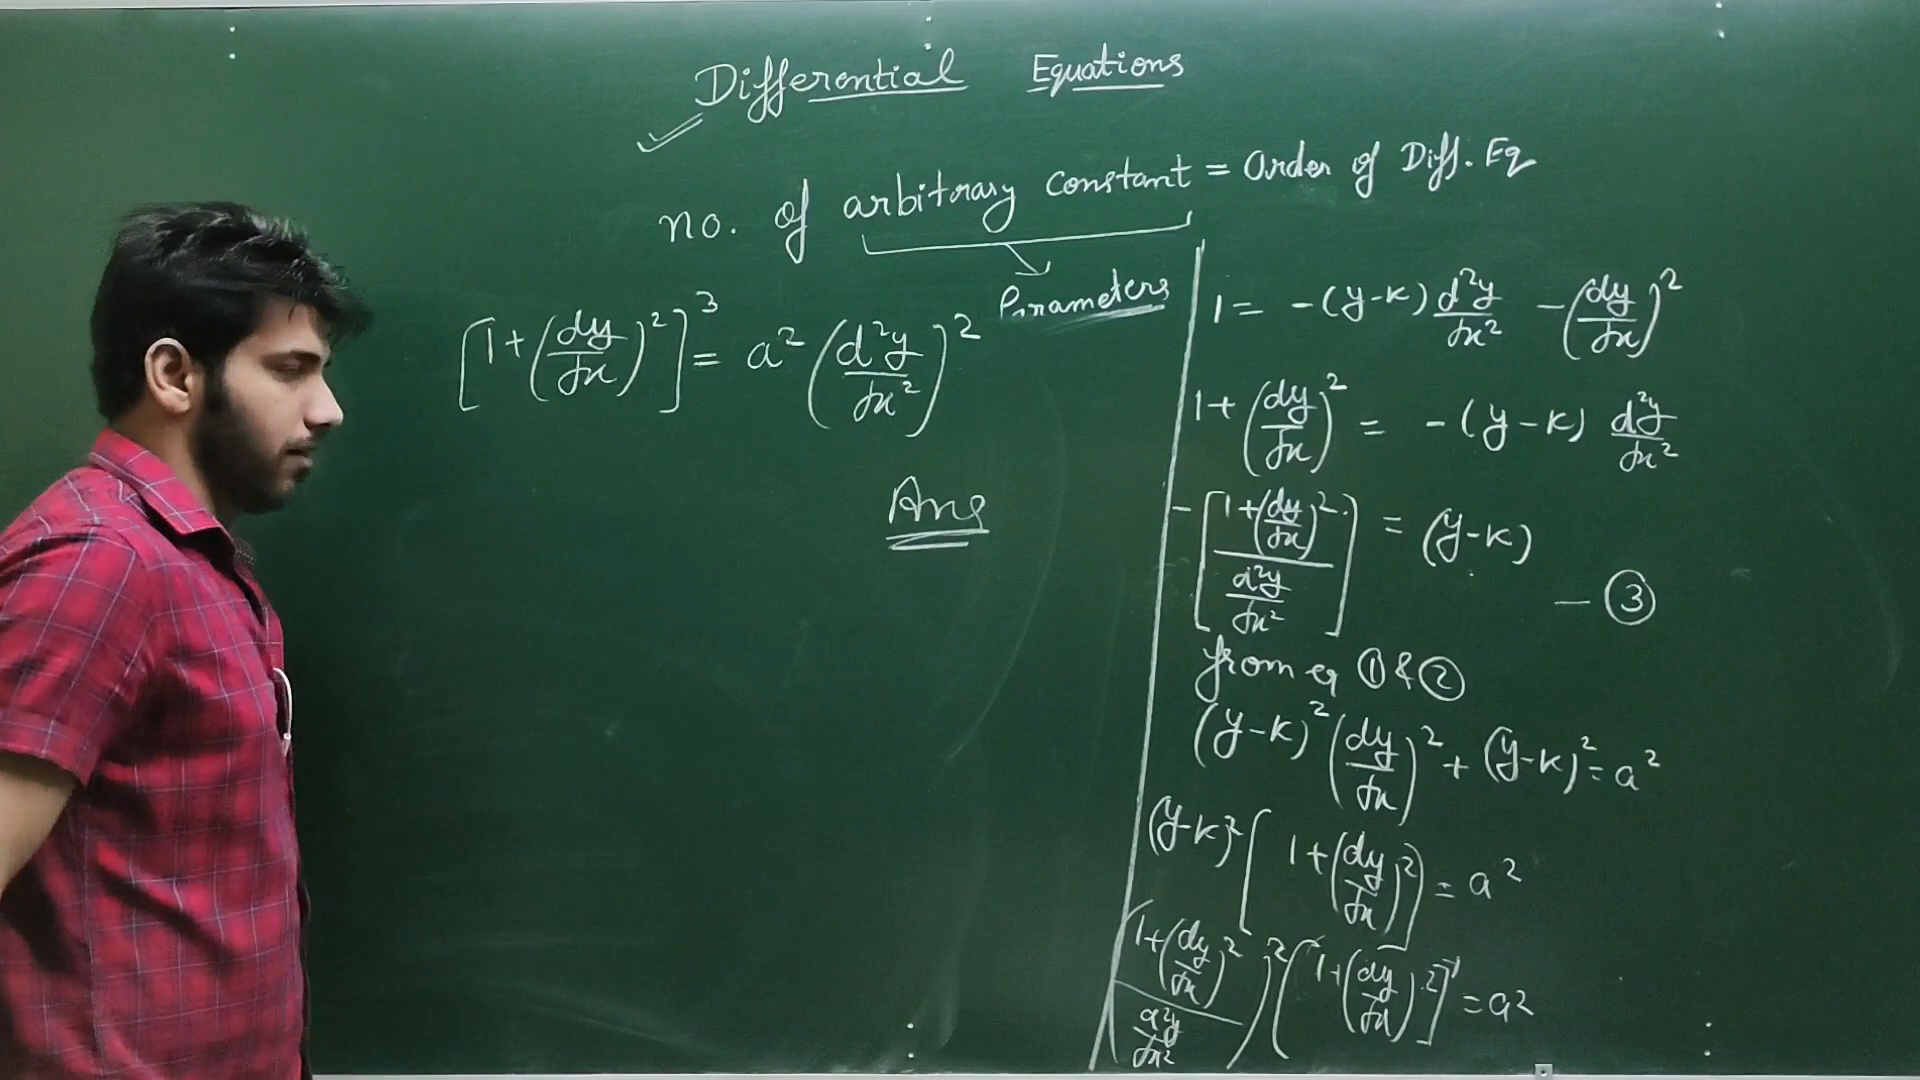 Differential Equations
no. of arbitrary constant = Order of Diff. Eq
Parameters
[1+(dy/dx)²]³ = a² (d²y/dx²)²
Ans
1 = -(y-k) d²y/dx² - (dy/dx)²
1+(dy/dx)² = -(y-k) d²y/dx²
-[1+(dy/dx)² / d²y/dx²] = (y-k)
— ③
from eq ① & ②
(y-k)² (dy/dx)² + (y-k)² = a²
(y-k)² [1+(dy/dx)²] = a²
(1+(dy/dx)² / d²y/dx²)² [1+(dy/dx)²] = a²